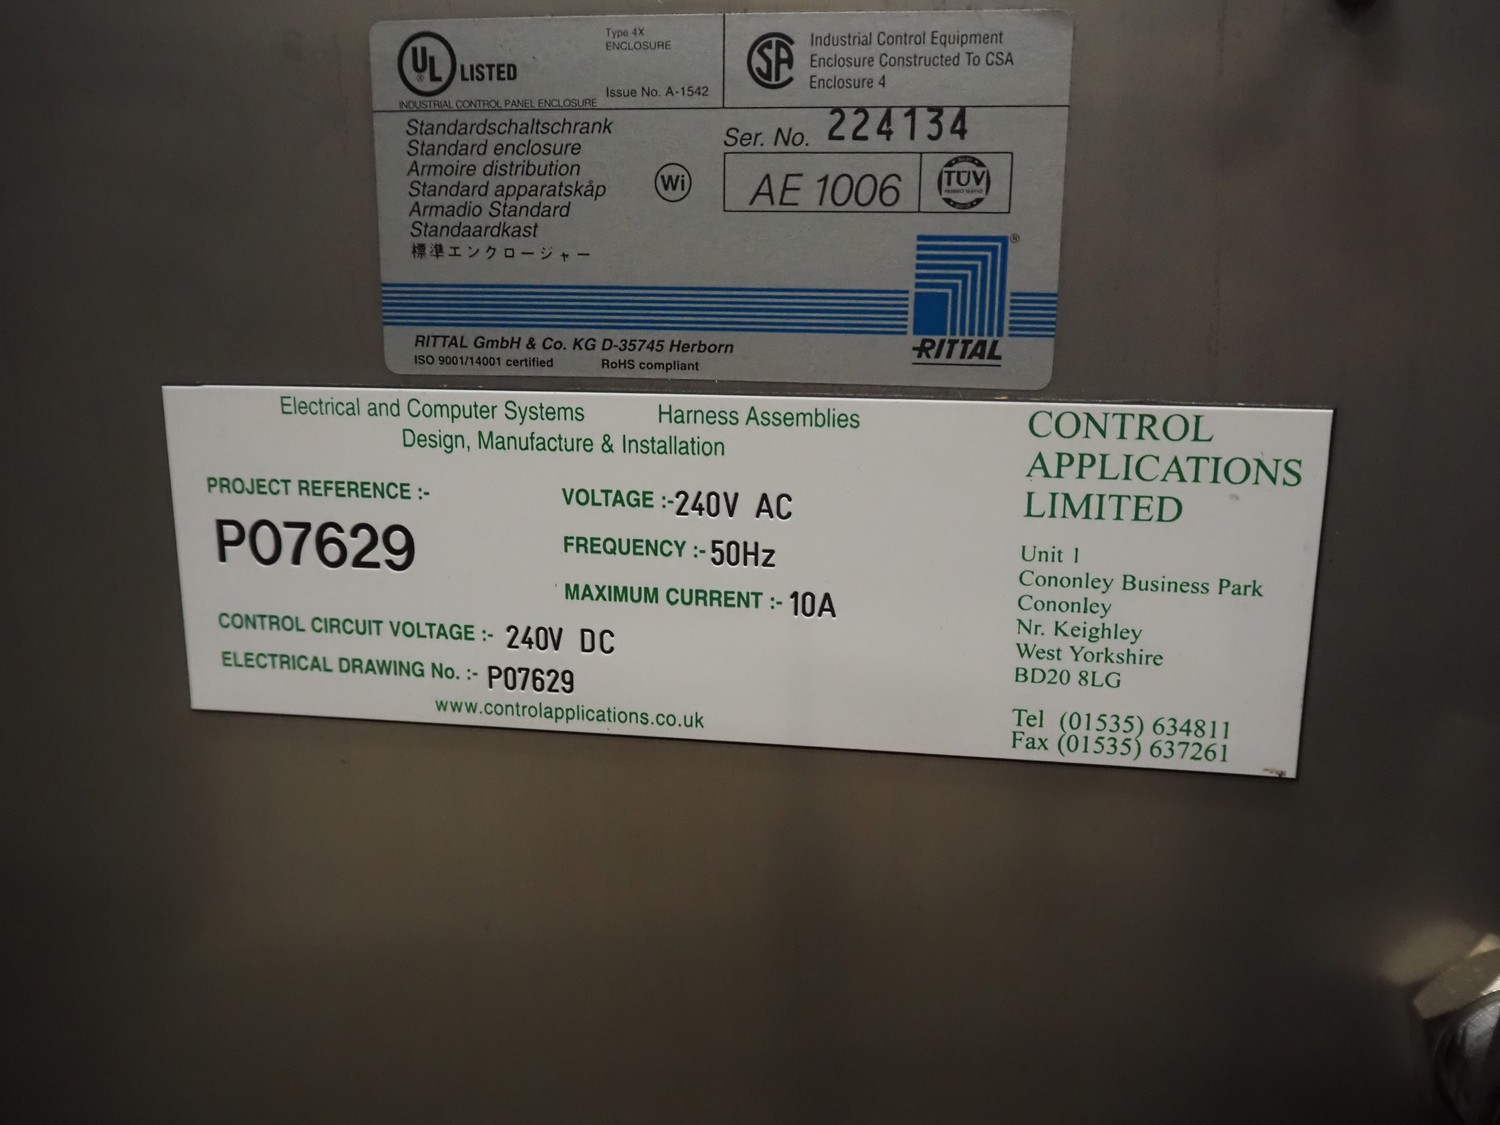 UL LISTED
Type 4X
ENCLOSURE
INDUSTRIAL CONTROL PANEL ENCLOSURE
Issue No. A-1542
SA
Industrial Control Equipment
Enclosure Constructed To CSA
Enclosure 4
Standardschaltschrank
Standard enclosure
Armoire distribution
Standard apparatskåp
Armadio Standard
Standaardkast
標準エンクロージャー
Wi
Ser. No. 224134
AE 1006
TÜV
PRODUCT SERVICE
®
RITTAL
RITTAL GmbH & Co. KG D-35745 Herborn
ISO 9001/14001 certified RoHS compliant
Electrical and Computer Systems Harness Assemblies
Design, Manufacture & Installation
PROJECT REFERENCE :-
P07629
VOLTAGE :- 240V AC
FREQUENCY :- 50Hz
MAXIMUM CURRENT :- 10A
CONTROL CIRCUIT VOLTAGE :- 240V DC
ELECTRICAL DRAWING No. :- P07629
www.controlapplications.co.uk
CONTROL
APPLICATIONS
LIMITED
Unit 1
Cononley Business Park
Cononley
Nr. Keighley
West Yorkshire
BD20 8LG
Tel (01535) 634811
Fax (01535) 637261